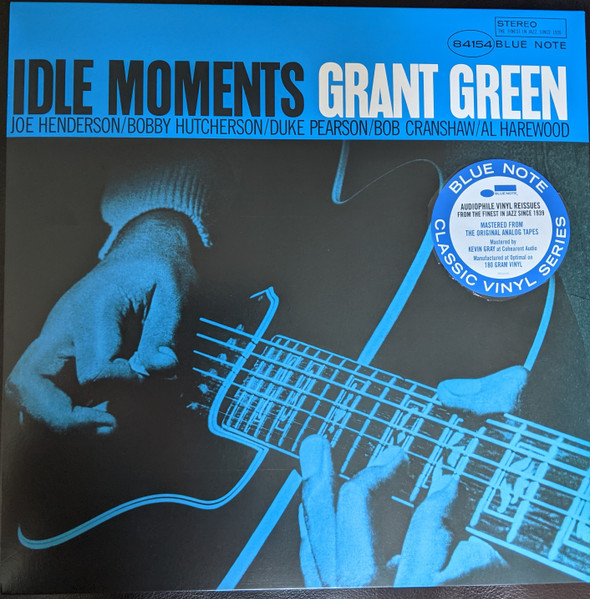 STEREO
THE FINEST IN JAZZ SINCE 1939
84154 BLUE NOTE
IDLE MOMENTS GRANT GREEN
JOE HENDERSON/BOBBY HUTCHERSON/DUKE PEARSON/BOB CRANSHAW/AL HAREWOOD
BLUE NOTE
BLUE NOTE
AUDIOPHILE VINYL REISSUES
FROM THE FINEST IN JAZZ SINCE 1939
MASTERED FROM
THE ORIGINAL ANALOG TAPES
Mastered by
KEVIN GRAY at Cohearent Audio
Manufactured at Optimal on
180 GRAM VINYL
CLASSIC VINYL SERIES